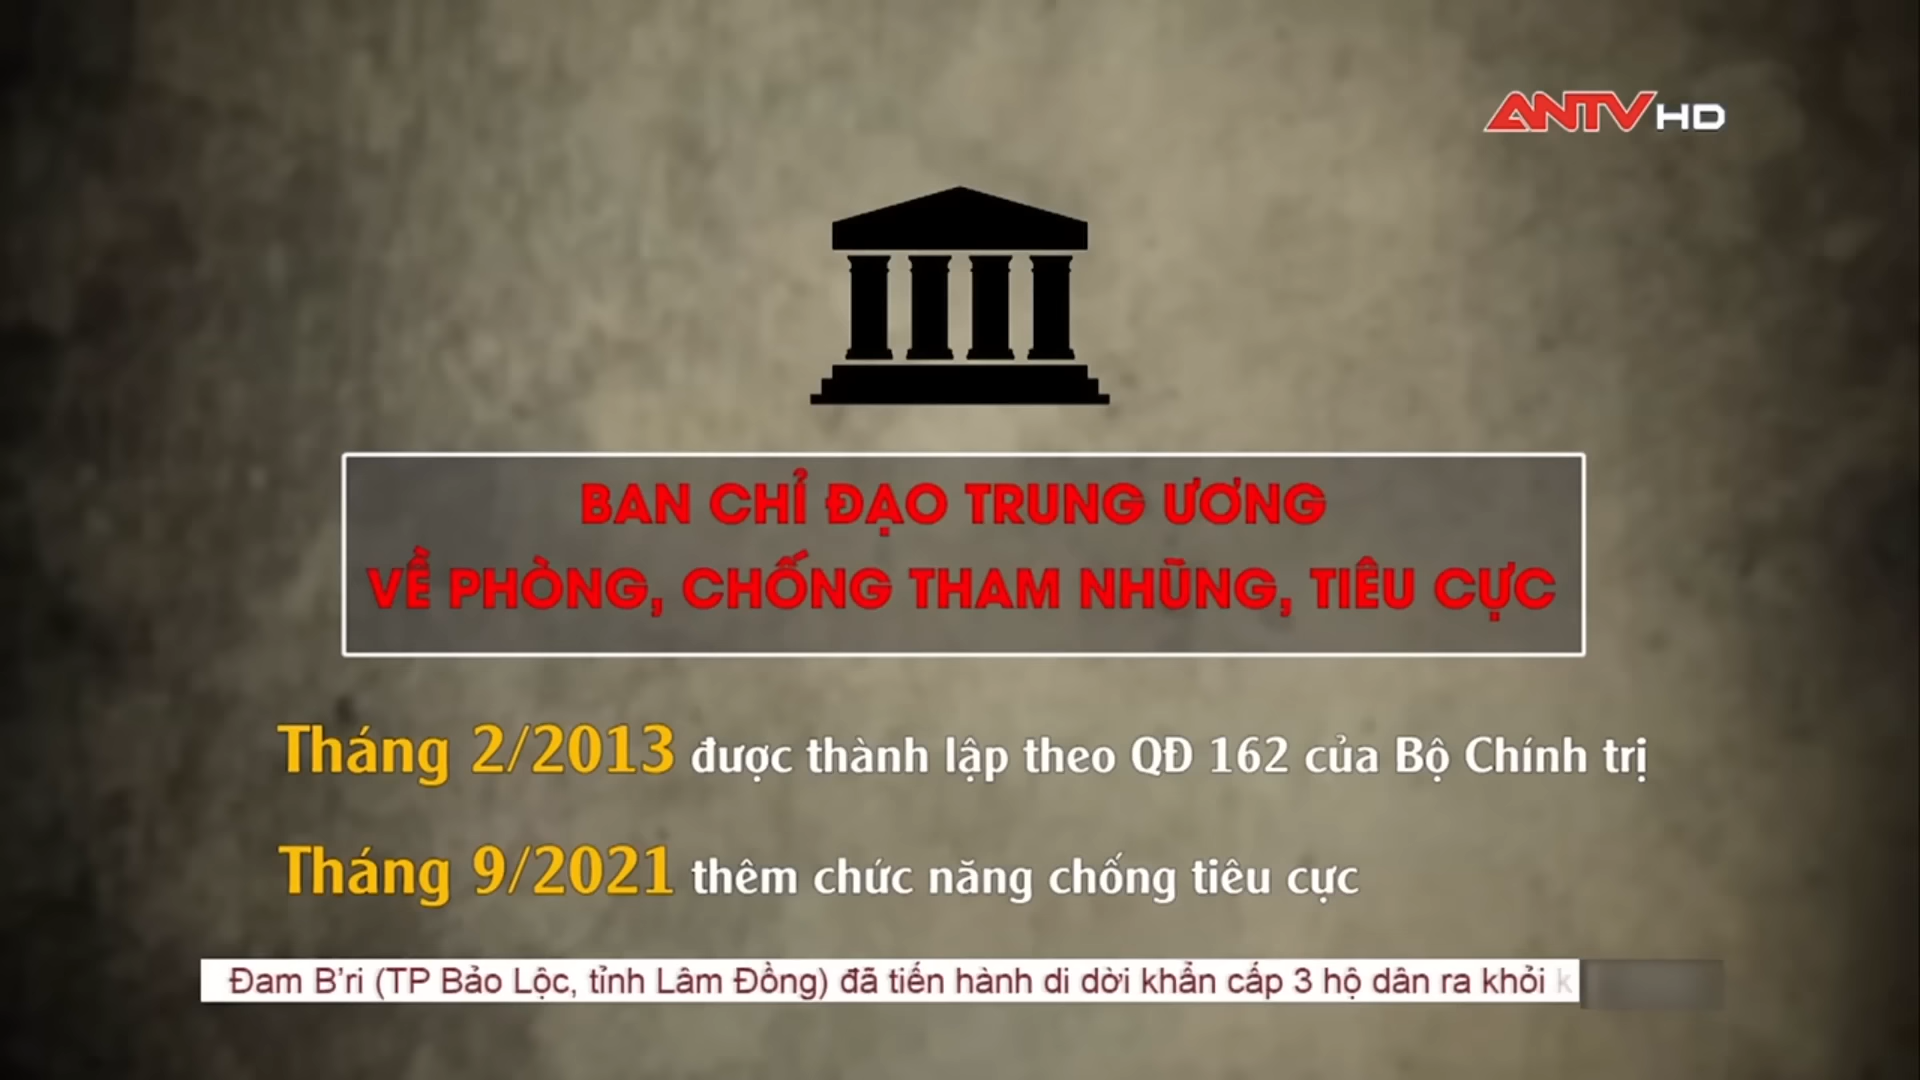 ANTV HD
BAN CHỈ ĐẠO TRUNG ƯƠNG
VỀ PHÒNG, CHỐNG THAM NHŨNG, TIÊU CỰC
Tháng 2/2013 được thành lập theo QĐ 162 của Bộ Chính trị
Tháng 9/2021 thêm chức năng chống tiêu cực
Đam B'ri (TP Bảo Lộc, tỉnh Lâm Đồng) đã tiến hành di dời khẩn cấp 3 hộ dân ra khỏi k